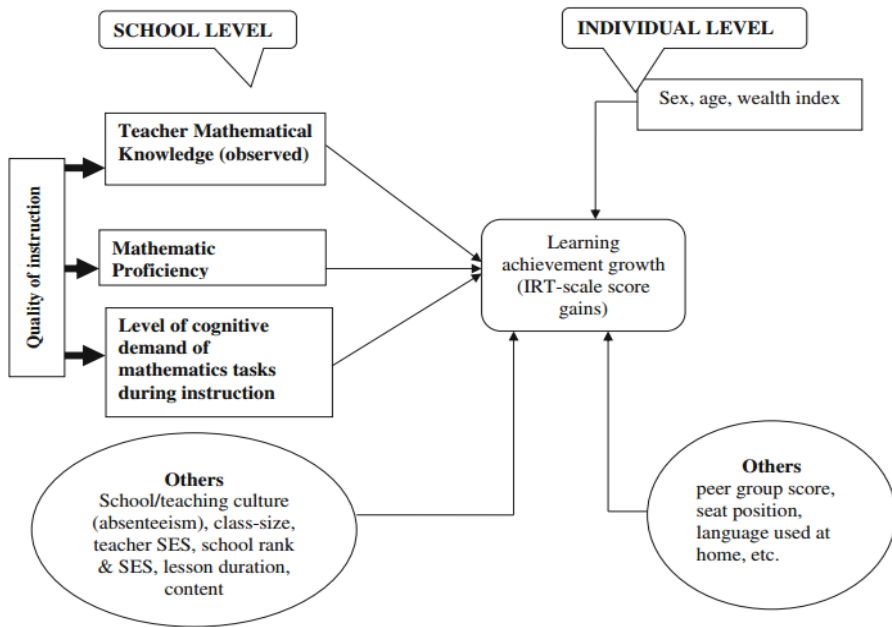 SCHOOL LEVEL
INDIVIDUAL LEVEL
Sex, age, wealth index
Teacher Mathematical
Knowledge (observed)
Quality of instruction
Mathematic
Proficiency
Learning
achievement growth
(IRT-scale score
gains)
Level of cognitive
demand of
mathematics tasks
during instruction
Others
School/teaching culture
(absenteeism), class-size,
teacher SES, school rank
& SES, lesson duration,
content
Others
peer group score,
seat position,
language used at
home, etc.